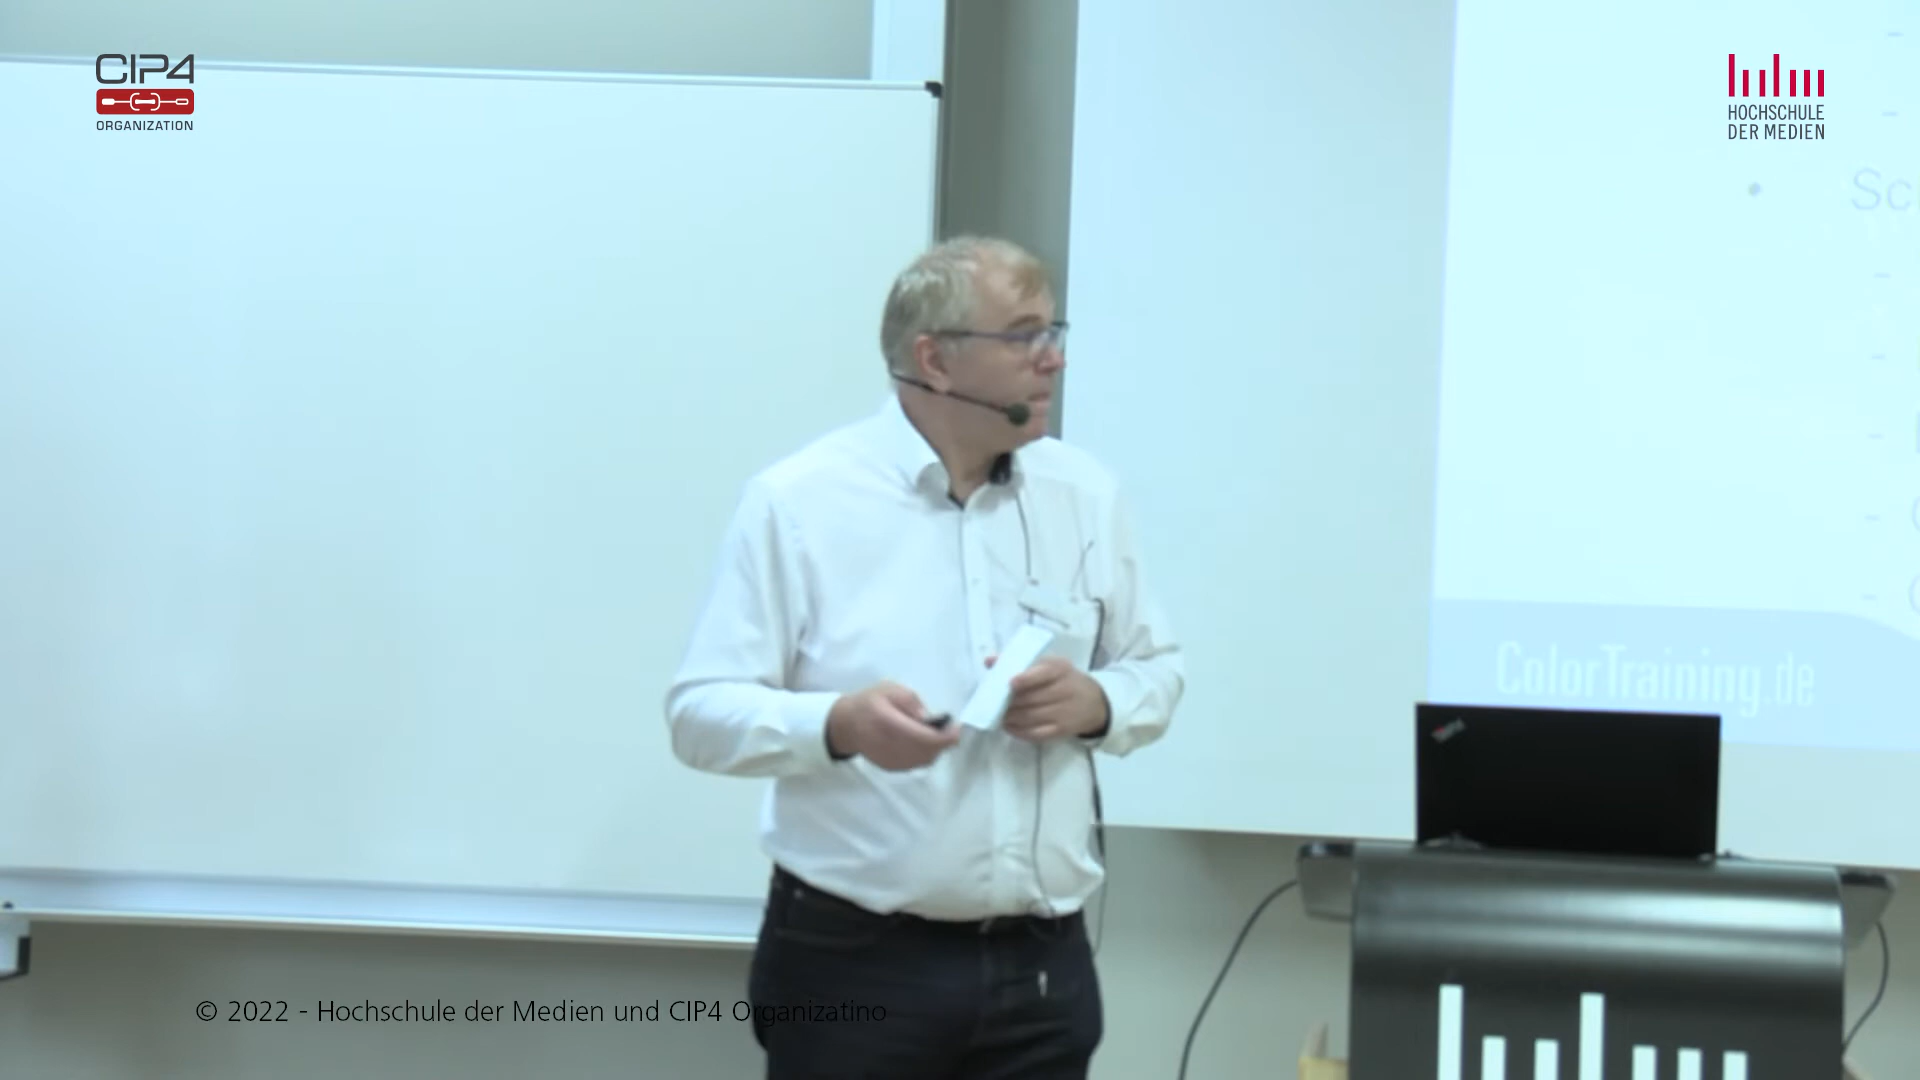 CIP4
ORGANIZATION
HOCHSCHULE
DER MEDIEN
ColorTraining.de
© 2022 - Hochschule der Medien und CIP4 Organizatino